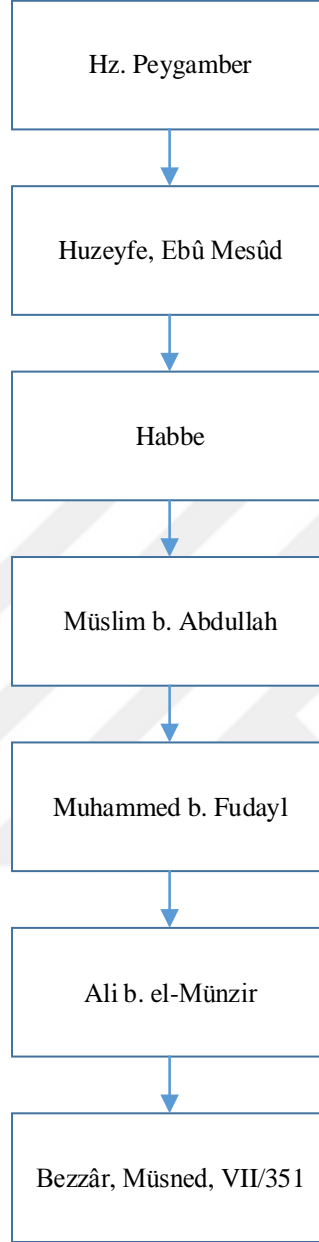 Hz. Peygamber
Huzeyfe, Ebû Mesûd
Habbe
Müslim b. Abdullah
Muhammed b. Fudayl
Ali b. el-Münzir
Bezzâr, Müsned, VII/351